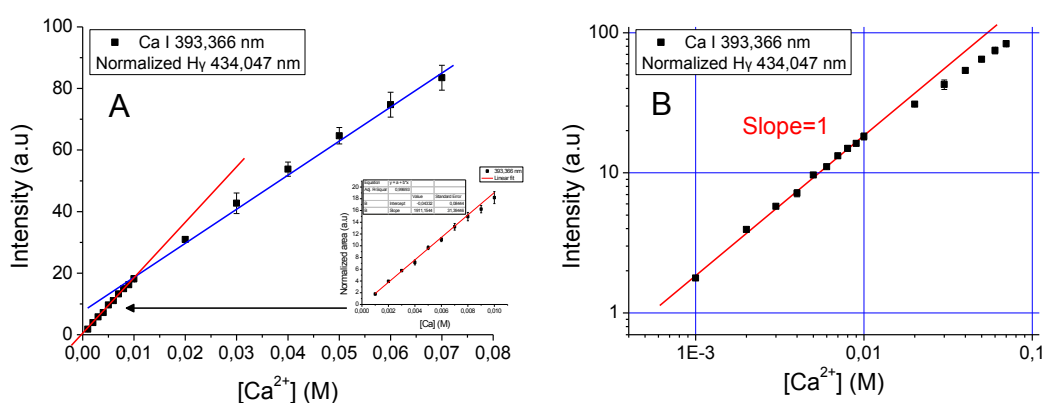 Ca I 393,366 nm
Normalized Hγ 434,047 nm
A
Intensity (a.u)
100
80
60
40
20
0
0,00 0,01 0,02 0,03 0,04 0,05 0,06 0,07 0,08
[Ca²⁺] (M)
393,366 nm
Linear fit
Equation y = a + b*x
Value Standard Error
Intercept
Slope
Normalized area (a.u)
20
18
16
14
12
10
8
6
4
2
0
0,000 0,002 0,004 0,006 0,008 0,010
[Ca] (M)
Ca I 393,366 nm
Normalized Hγ 434,047 nm
B
Slope=1
Intensity (a.u)
100
10
1
1E-3 0,01 0,1
[Ca²⁺] (M)